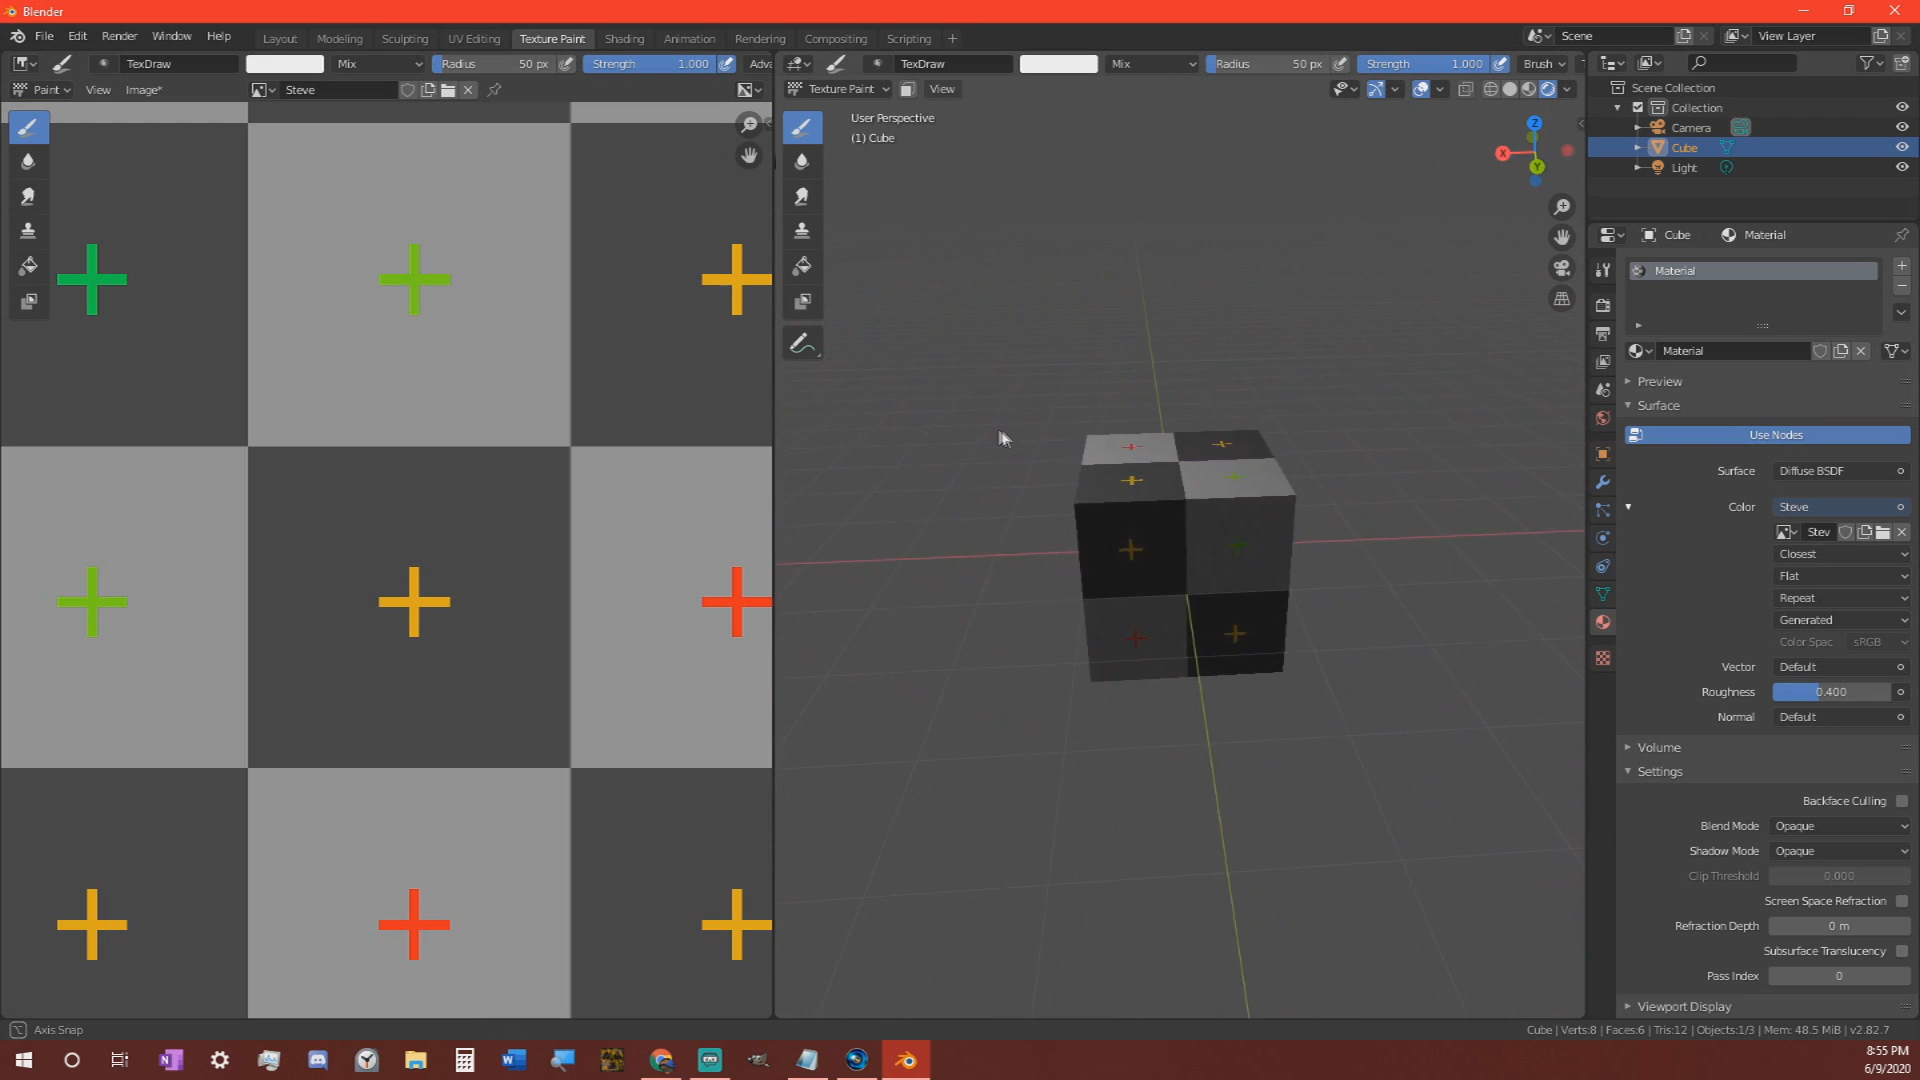 Blender
File Edit Render Window Help
Layout Modeling Sculpting UV Editing Texture Paint Shading Animation Rendering Compositing Scripting
Scene
View Layer
TexDraw Mix Radius 50 px Strength 1.000 Adva
TexDraw Mix Radius 50 px Strength 1.000 Brush
Paint View Image* Steve
Texture Paint View
User Perspective
(1) Cube
Z
X
Y
Scene Collection
Collection
Camera
Cube
Light
Cube Material
Material
Material
Preview
Surface
Use Nodes
Surface Diffuse BSDF
Color Steve
Stev
Closest
Flat
Repeat
Generated
Color Spac sRGB
Vector Default
Roughness 0.400
Normal Default
Volume
Settings
Backface Culling
Blend Mode Opaque
Shadow Mode Opaque
Clip Threshold 0.000
Screen Space Refraction
Refraction Depth 0 m
Subsurface Translucency
Pass Index 0
Viewport Display
Axis Snap
Cube | Verts:8 | Faces:6 | Tris:12 | Objects:1/3 | Mem: 48.5 MiB | v2.82.7
8:55 PM
6/9/2020